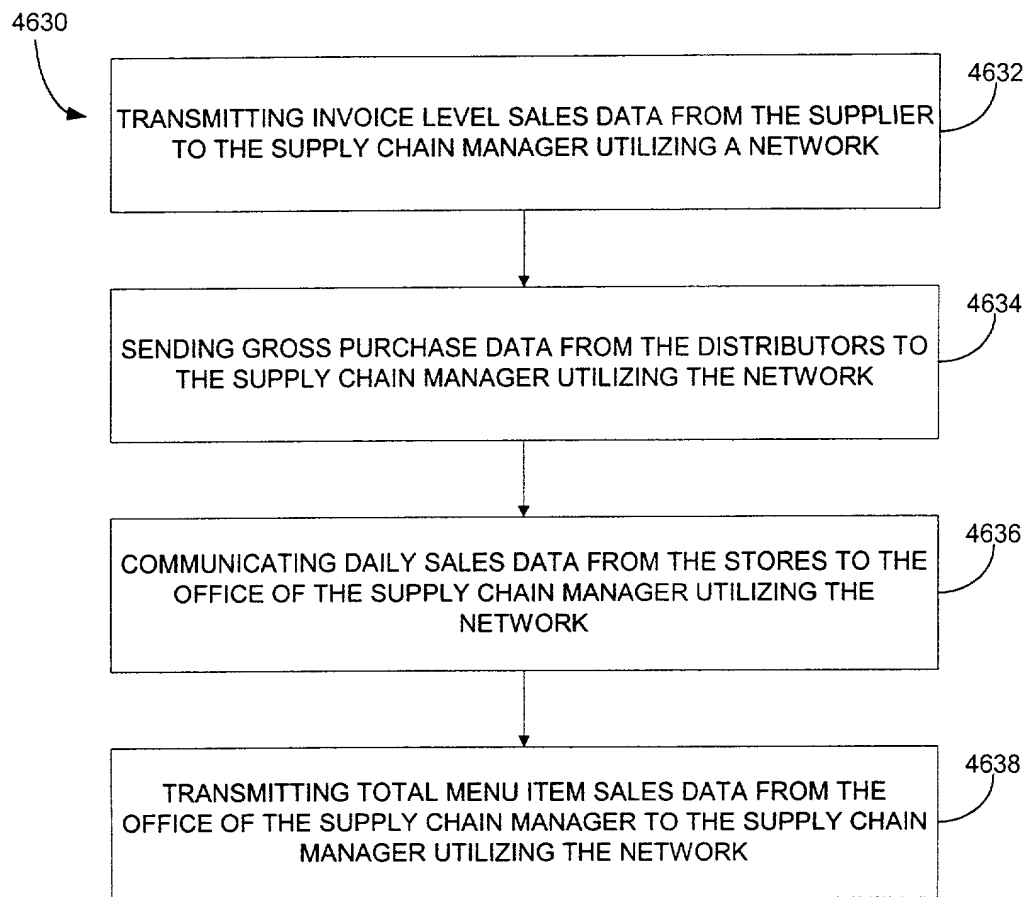 4630
4632
TRANSMITTING INVOICE LEVEL SALES DATA FROM THE SUPPLIER
TO THE SUPPLY CHAIN MANAGER UTILIZING A NETWORK
4634
SENDING GROSS PURCHASE DATA FROM THE DISTRIBUTORS TO
THE SUPPLY CHAIN MANAGER UTILIZING THE NETWORK
4636
COMMUNICATING DAILY SALES DATA FROM THE STORES TO THE
OFFICE OF THE SUPPLY CHAIN MANAGER UTILIZING THE
NETWORK
4638
TRANSMITTING TOTAL MENU ITEM SALES DATA FROM THE
OFFICE OF THE SUPPLY CHAIN MANAGER TO THE SUPPLY CHAIN
MANAGER UTILIZING THE NETWORK